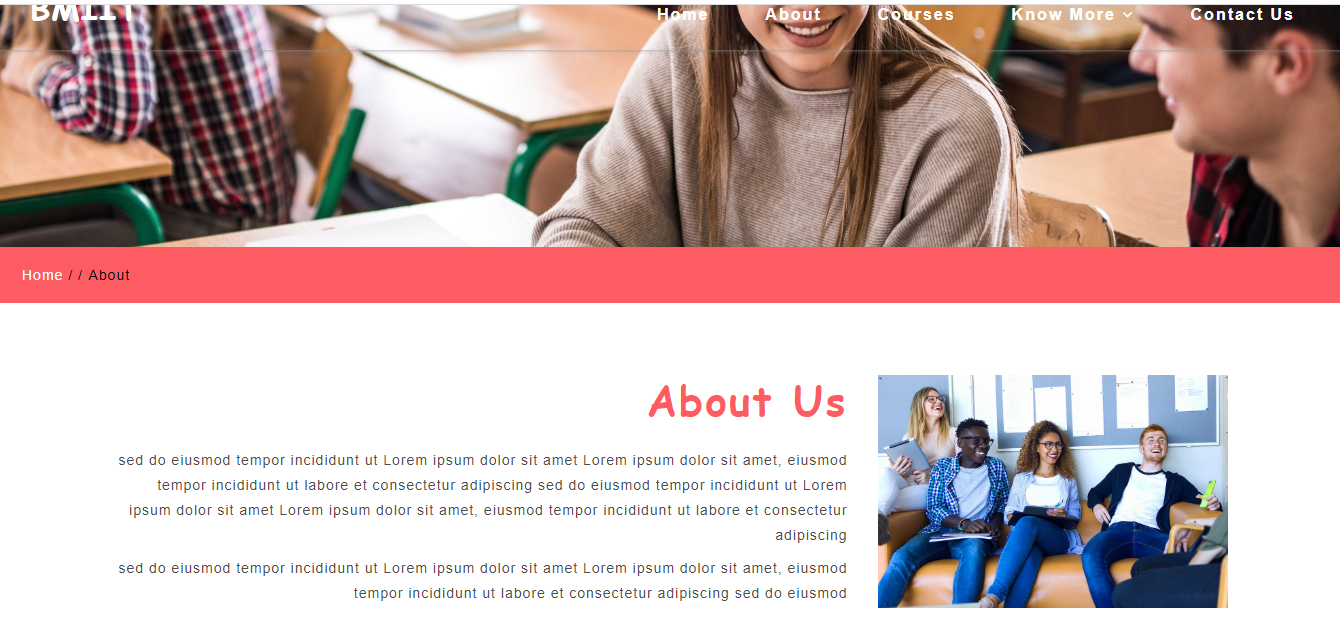 BMIIT
Home About Courses Know More Contact Us
Home / / About
About Us
sed do eiusmod tempor incididunt ut Lorem ipsum dolor sit amet Lorem ipsum dolor sit amet, eiusmod
tempor incididunt ut labore et consectetur adipiscing sed do eiusmod tempor incididunt ut Lorem
ipsum dolor sit amet Lorem ipsum dolor sit amet, eiusmod tempor incididunt ut labore et consectetur
adipiscing
sed do eiusmod tempor incididunt ut Lorem ipsum dolor sit amet Lorem ipsum dolor sit amet, eiusmod
tempor incididunt ut labore et consectetur adipiscing sed do eiusmod